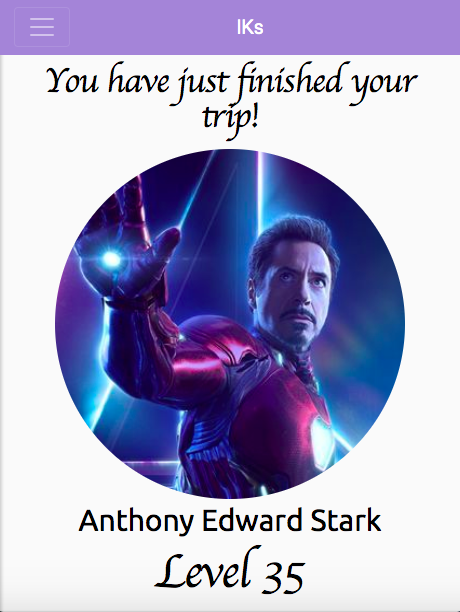 IKs
You have just finished your
trip!
Anthony Edward Stark
Level 35